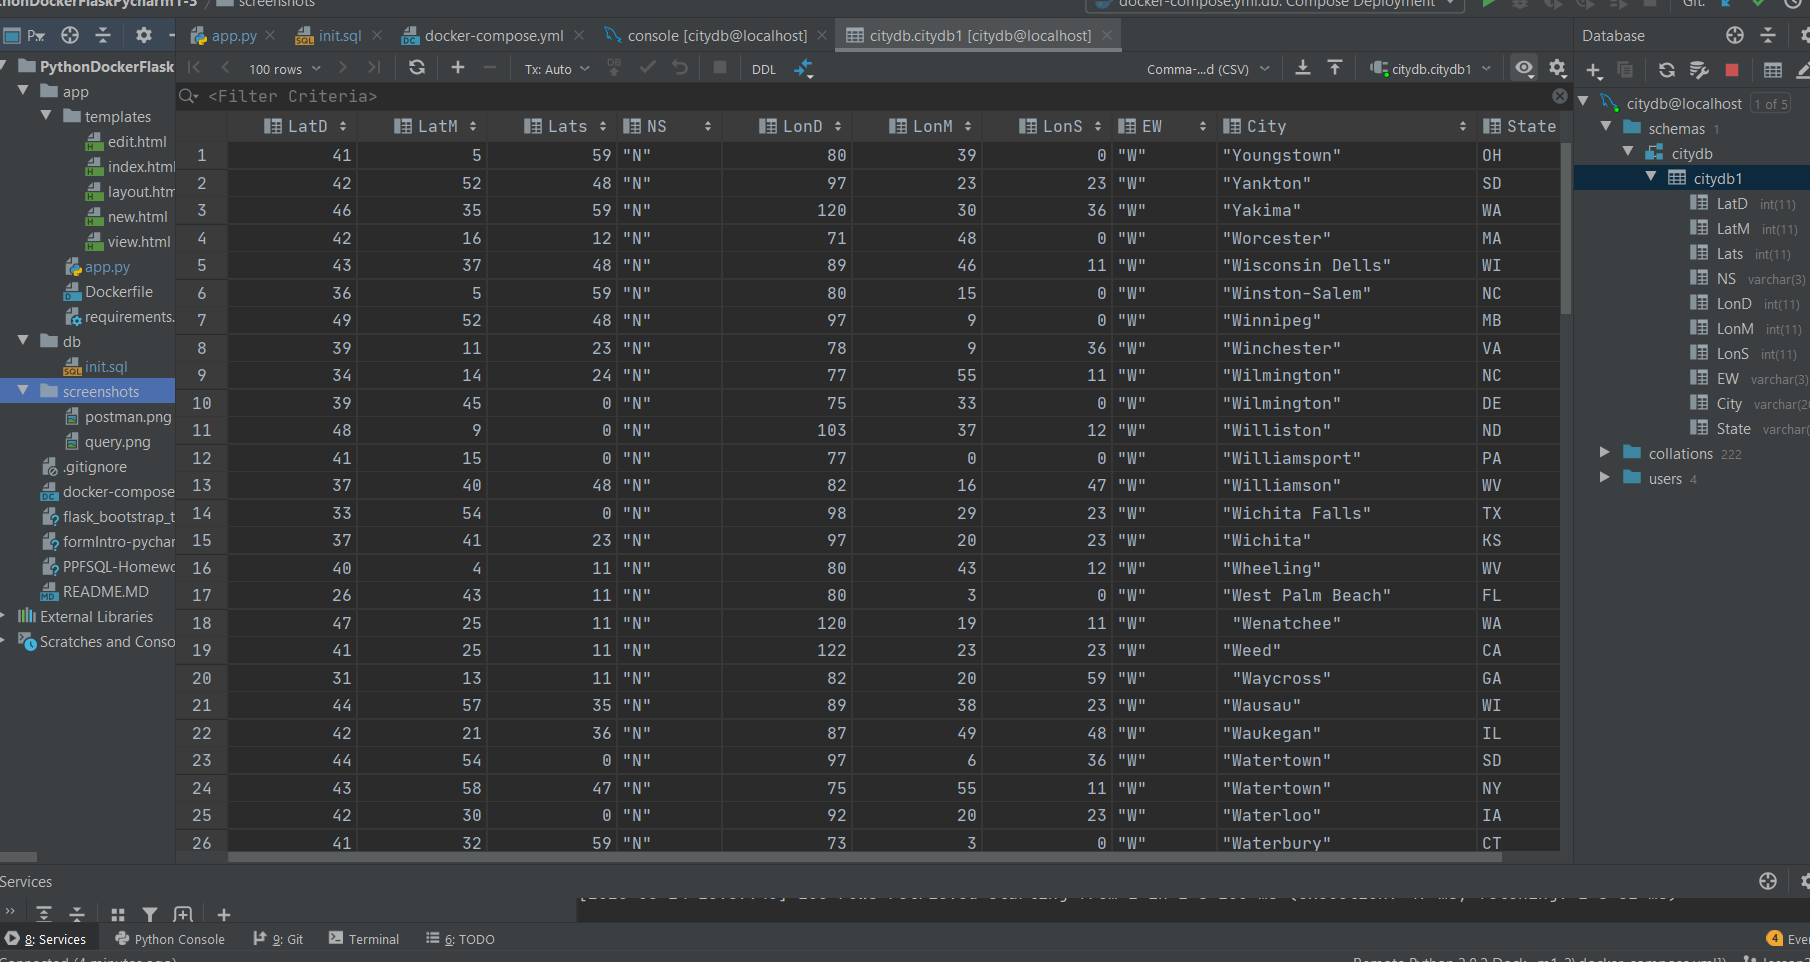 screenshots
docker-compose.yml.db: Compose Deployment
Git:
P..
app.py
init.sql
docker-compose.yml
console [citydb@localhost]
citydb.citydb1 [citydb@localhost]
Database
100 rows
Tx: Auto
DB
DDL
Comma-...d (CSV)
citydb.citydb1
<Filter Criteria>
LatD LatM Lats NS LonD LonM LonS EW City State
1 41 5 59 "N" 80 39 0 "W" "Youngstown" OH
2 42 52 48 "N" 97 23 23 "W" "Yankton" SD
3 46 35 59 "N" 120 30 36 "W" "Yakima" WA
4 42 16 12 "N" 71 48 0 "W" "Worcester" MA
5 43 37 48 "N" 89 46 11 "W" "Wisconsin Dells" WI
6 36 5 59 "N" 80 15 0 "W" "Winston-Salem" NC
7 49 52 48 "N" 97 9 0 "W" "Winnipeg" MB
8 39 11 23 "N" 78 9 36 "W" "Winchester" VA
9 34 14 24 "N" 77 55 11 "W" "Wilmington" NC
10 39 45 0 "N" 75 33 0 "W" "Wilmington" DE
11 48 9 0 "N" 103 37 12 "W" "Williston" ND
12 41 15 0 "N" 77 0 0 "W" "Williamsport" PA
13 37 40 48 "N" 82 16 47 "W" "Williamson" WV
14 33 54 0 "N" 98 29 23 "W" "Wichita Falls" TX
15 37 41 23 "N" 97 20 23 "W" "Wichita" KS
16 40 4 11 "N" 80 43 12 "W" "Wheeling" WV
17 26 43 11 "N" 80 3 0 "W" "West Palm Beach" FL
18 47 25 11 "N" 120 19 11 "W" "Wenatchee" WA
19 41 25 11 "N" 122 23 23 "W" "Weed" CA
20 31 13 11 "N" 82 20 59 "W" "Waycross" GA
21 44 57 35 "N" 89 38 23 "W" "Wausau" WI
22 42 21 36 "N" 87 49 48 "W" "Waukegan" IL
23 44 54 0 "N" 97 6 36 "W" "Watertown" SD
24 43 58 47 "N" 75 55 11 "W" "Watertown" NY
25 42 30 0 "N" 92 20 23 "W" "Waterloo" IA
26 41 32 59 "N" 73 3 0 "W" "Waterbury" CT
PythonDockerFlask
app
templates
edit.html
index.html
layout.htm
new.html
view.html
app.py
Dockerfile
requirements.
db
init.sql
screenshots
postman.png
query.png
.gitignore
docker-compose
flask_bootstrap_t
formIntro-pychar
PPFSQL-Homewo
README.MD
External Libraries
Scratches and Conso
citydb@localhost 1 of 5
schemas 1
citydb
citydb1
LatD int(11)
LatM int(11)
Lats int(11)
NS varchar(3)
LonD int(11)
LonM int(11)
LonS int(11)
EW varchar(3)
City varchar(2
State varchar(
collations 222
users 4
Services
8: Services
Python Console
9: Git
Terminal
6: TODO
4 Eve